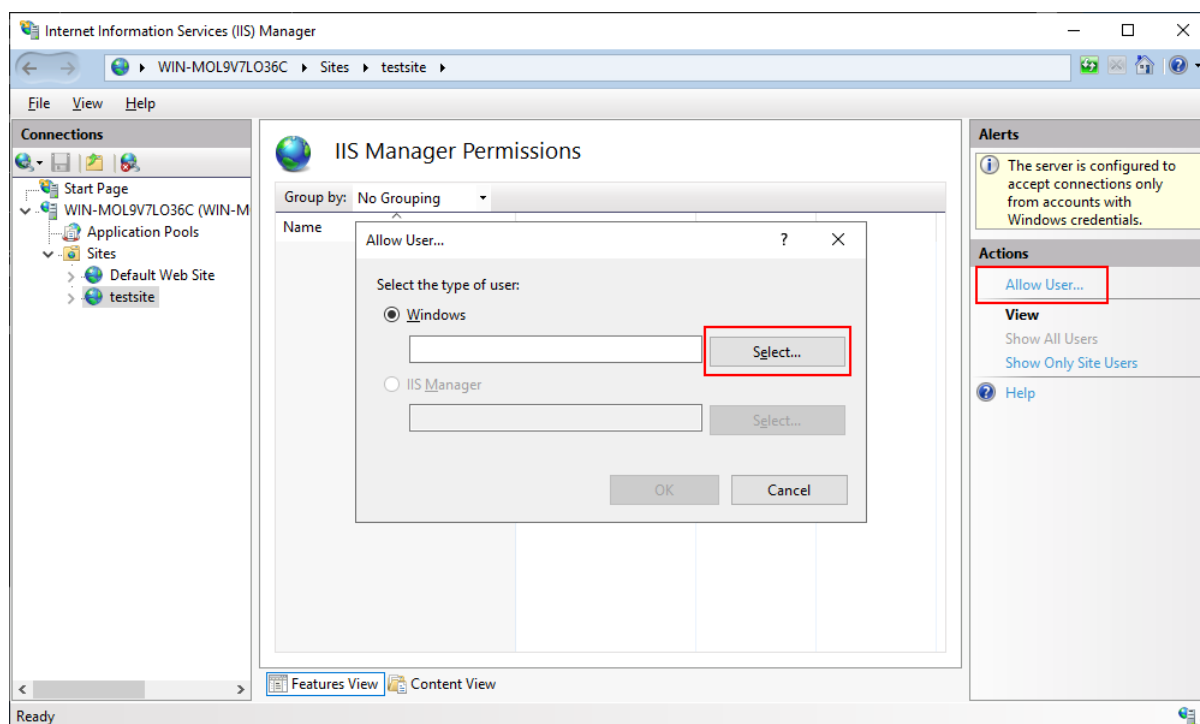 Internet Information Services (IIS) Manager
WIN-MOL9V7LO36C Sites testsite
File View Help
Connections
Start Page
WIN-MOL9V7LO36C (WIN-M
Application Pools
Sites
Default Web Site
testsite
IIS Manager Permissions
Group by: No Grouping
Name
Allow User...
?
Select the type of user:
Windows
Select...
IIS Manager
Select...
OK Cancel
Features View Content View
Alerts
The server is configured to
accept connections only
from accounts with
Windows credentials.
Actions
Allow User...
View
Show All Users
Show Only Site Users
Help
Ready